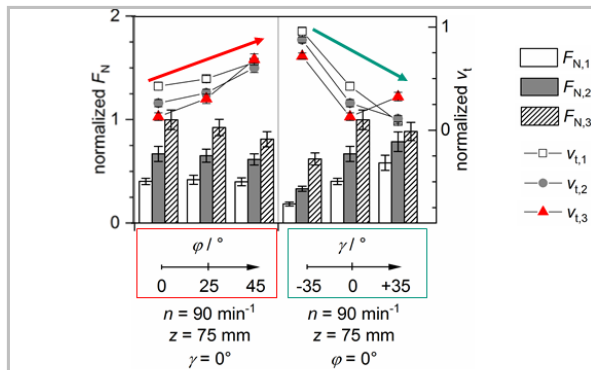 2
1
0
normalized F_N
1
0
normalized v_t
F_N,1
F_N,2
F_N,3
v_t,1
v_t,2
v_t,3
φ / °
0 25 45
γ / °
-35 0 +35
n = 90 min⁻¹
z = 75 mm
γ = 0°
n = 90 min⁻¹
z = 75 mm
φ = 0°